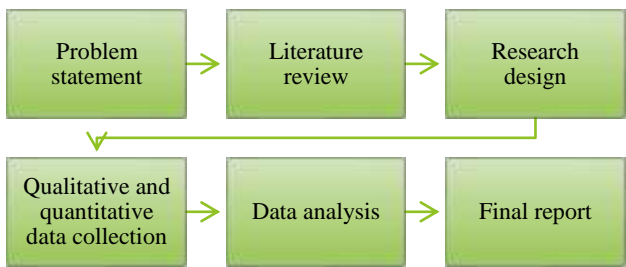 Problem
statement
Literature
review
Research
design
Qualitative and
quantitative
data collection
Data analysis
Final report